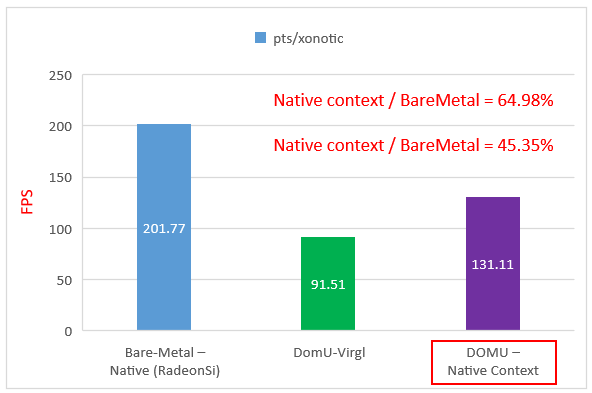 pts/xonotic
250
Native context / BareMetal = 64.98%
200
Native context / BareMetal = 45.35%
150
FPS
100
50
0
201.77
91.51
131.11
Bare-Metal –
Native (RadeonSi)
DomU-Virgl
DOMU –
Native Context